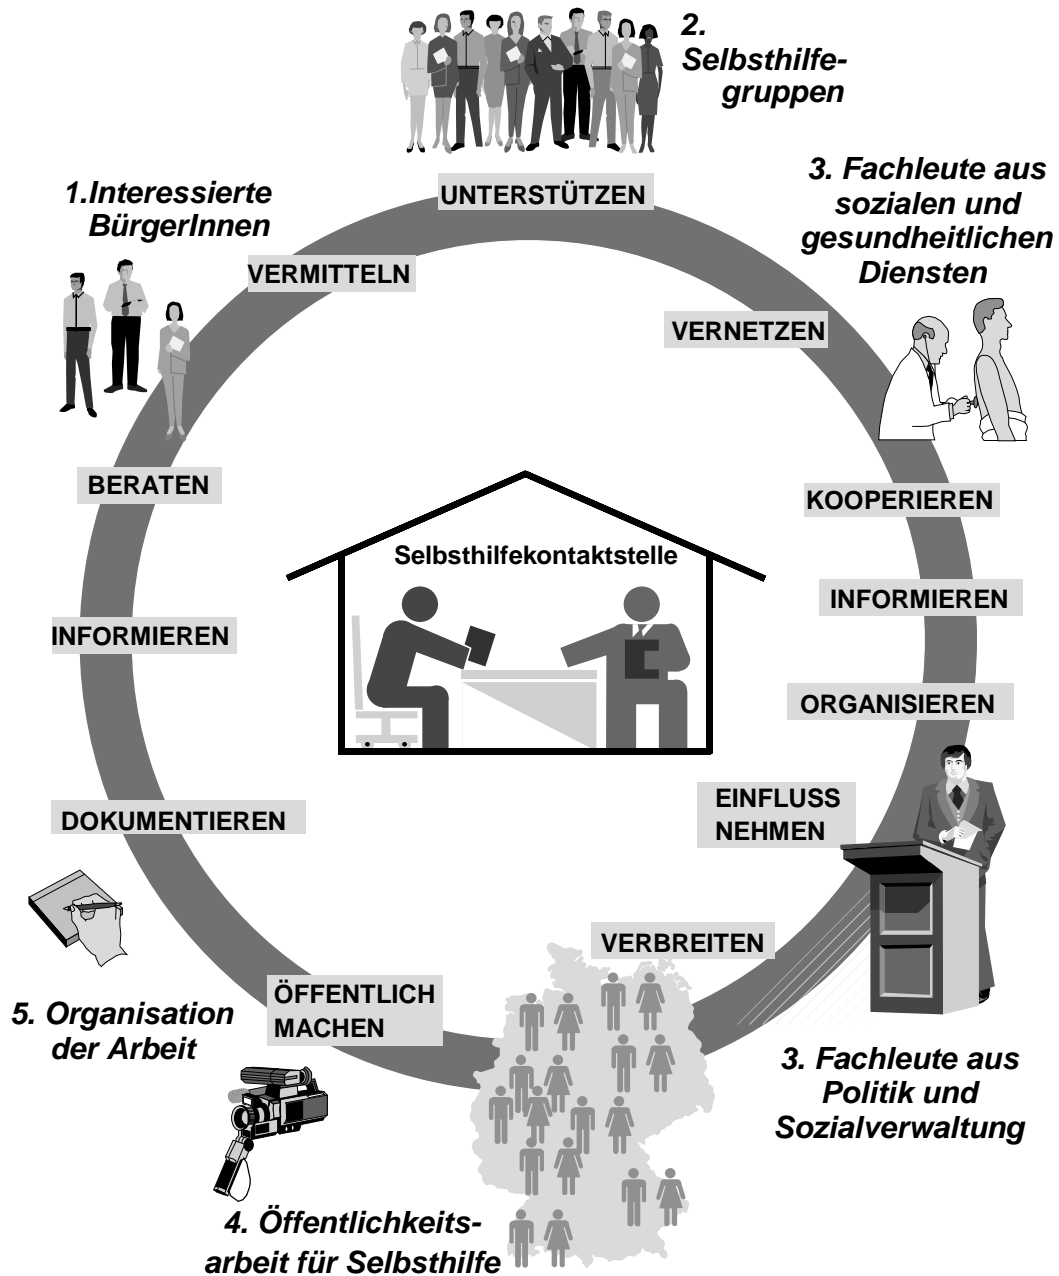 2.
Selbsthilfe-
gruppen
1.Interessierte
BürgerInnen
3. Fachleute aus
sozialen und
gesundheitlichen
Diensten
UNTERSTÜTZEN
VERMITTELN
VERNETZEN
BERATEN
KOOPERIEREN
Selbsthilfekontaktstelle
INFORMIEREN
INFORMIEREN
ORGANISIEREN
EINFLUSS
NEHMEN
DOKUMENTIEREN
VERBREITEN
ÖFFENTLICH
MACHEN
5. Organisation
der Arbeit
3. Fachleute aus
Politik und
Sozialverwaltung
4. Öffentlichkeits-
arbeit für Selbsthilfe